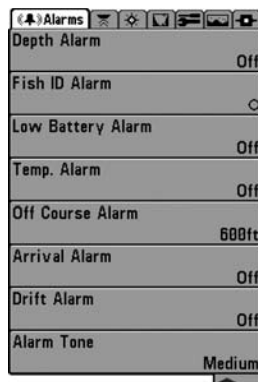 Alarms
Depth Alarm
Off
Fish ID Alarm
Low Battery Alarm
Off
Temp. Alarm
Off
Off Course Alarm
600ft
Arrival Alarm
Off
Drift Alarm
Off
Alarm Tone
Medium